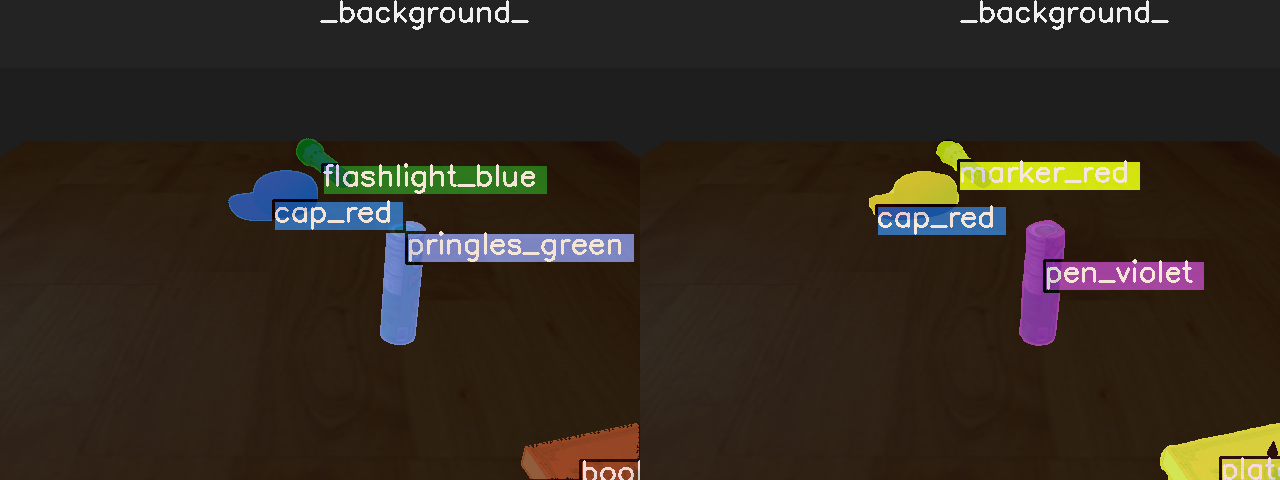 _background_
_background_
flashlight_blue
marker_red
cap_red
cap_red
pringles_green
pen_violet